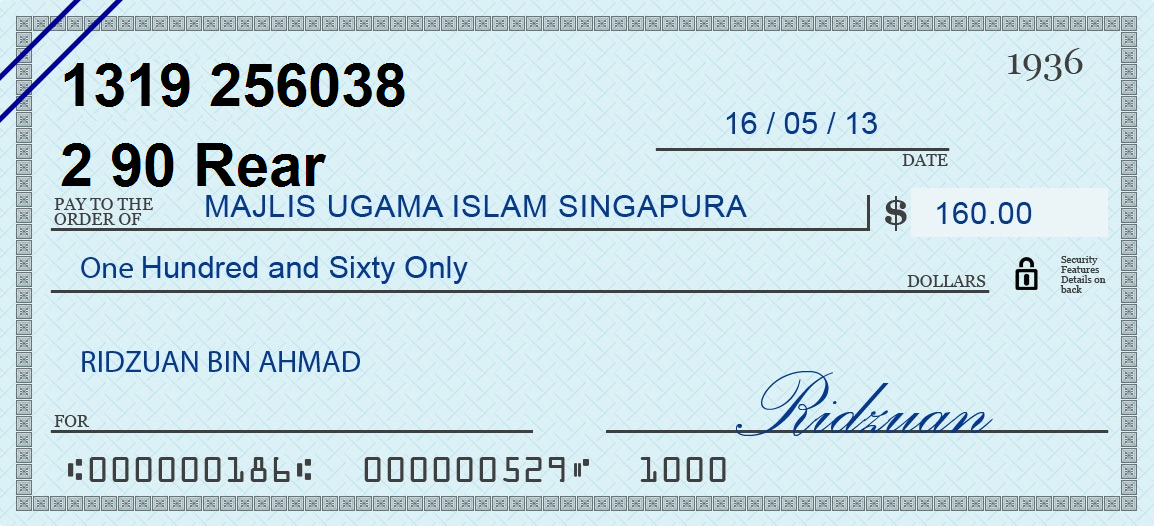 1319 256038
1936
2 90 Rear
16 / 05 / 13
DATE
PAY TO THE
ORDER OF
MAJLIS UGAMA ISLAM SINGAPURA
$ 160.00
One Hundred and Sixty Only
DOLLARS
Security
Features
Details on
back
RIDZUAN BIN AHMAD
FOR
Ridzuan
⑆000000186⑆ 000000529⑈ 1000